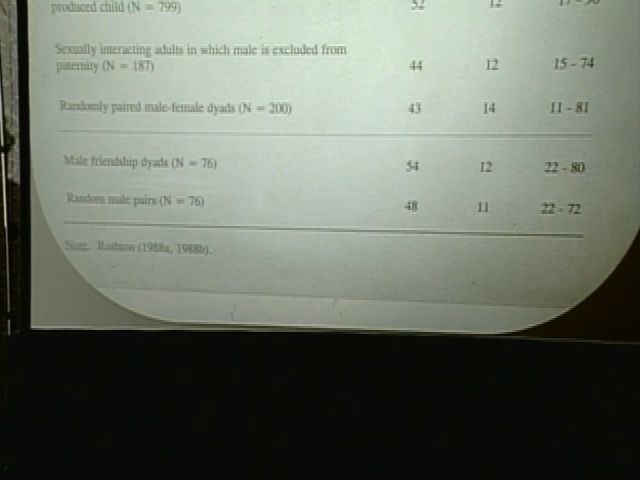 produced child (N = 799) 52 12 17 - 90
Sexually interacting adults in which male is excluded from
paternity (N = 187) 44 12 15 - 74
Randomly paired male-female dyads (N = 200) 43 14 11 - 81
Male friendship dyads (N = 76) 54 12 22 - 80
Random male pairs (N = 76) 48 11 22 - 72
Note. Rushton (1988a, 1988b).